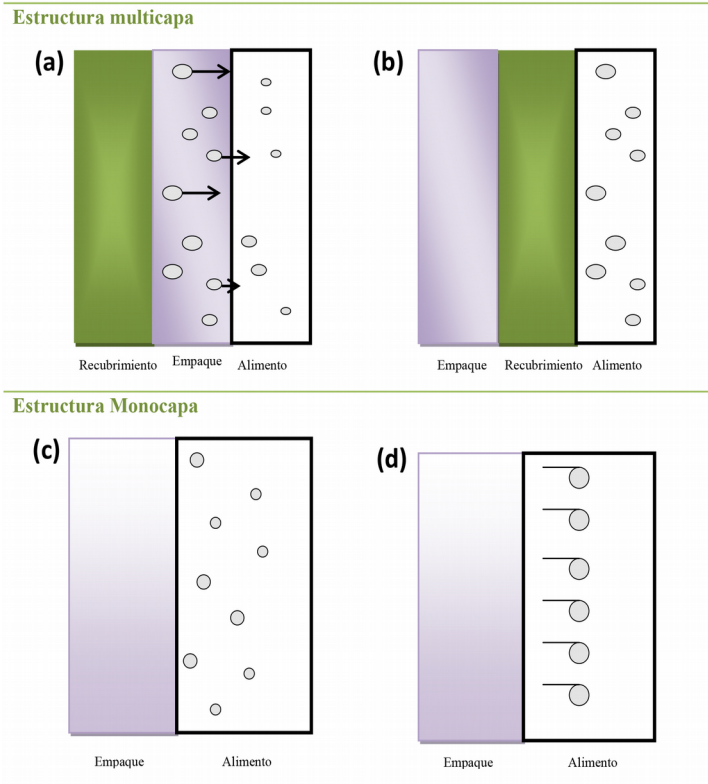 Estructura multicapa
(a)
(b)
Recubrimiento Empaque Alimento
Empaque Recubrimiento Alimento
Estructura Monocapa
(c)
(d)
Empaque Alimento
Empaque Alimento